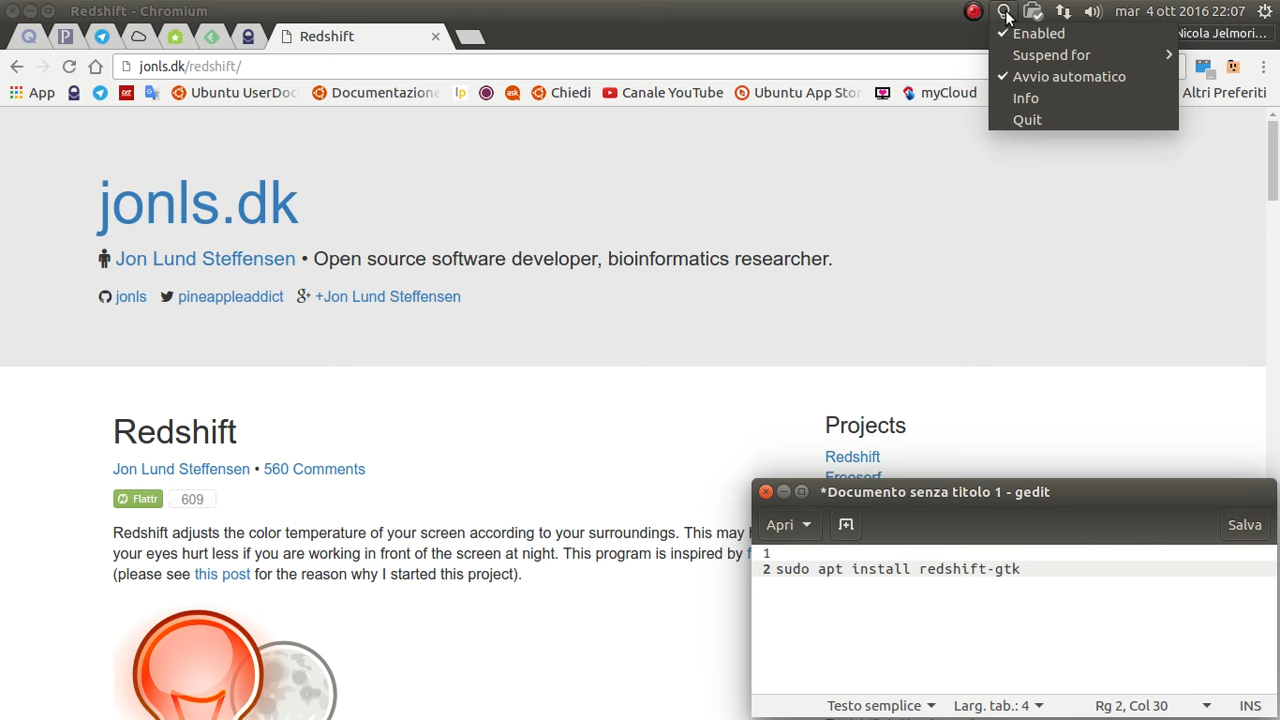 Redshift - Chromium
mar 4 ott 2016 22:07
Redshift
Nicola Jelmori...
jonls.dk/redshift/
App
Ubuntu UserDoc
Documentazione
Chiedi
Canale YouTube
Ubuntu App Stor
myCloud
Altri Preferiti
Enabled
Suspend for
Avvio automatico
Info
Quit
jonls.dk
Jon Lund Steffensen • Open source software developer, bioinformatics researcher.
jonls pineappleaddict +Jon Lund Steffensen
Redshift
Jon Lund Steffensen • 560 Comments
Flattr 609
Redshift adjusts the color temperature of your screen according to your surroundings. This may
your eyes hurt less if you are working in front of the screen at night. This program is inspired by f
(please see this post for the reason why I started this project).
Projects
Redshift
Freeserf
*Documento senza titolo 1 - gedit
Apri
Salva
1
2 sudo apt install redshift-gtk
Testo semplice
Larg. tab.: 4
Rg 2, Col 30
INS